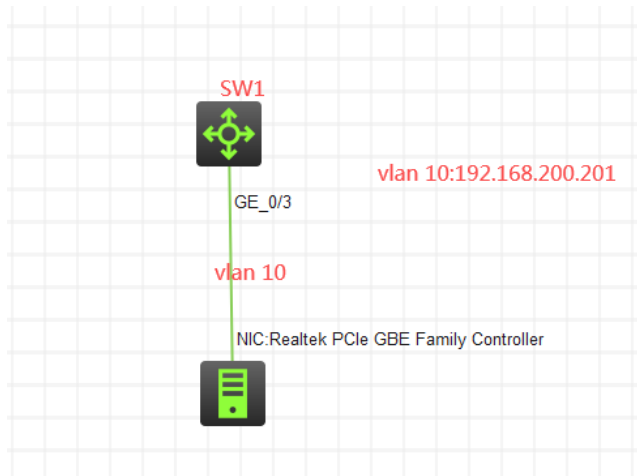 SW1
vlan 10:192.168.200.201
GE_0/3
vlan 10
NIC:Realtek PCIe GBE Family Controller